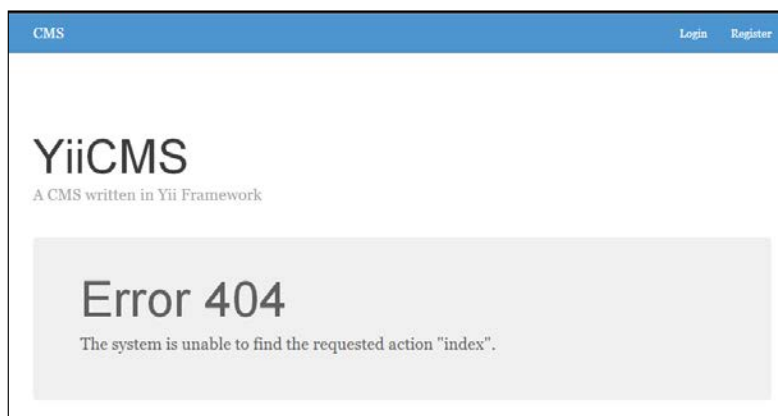 CMS Login Register
YiiCMS
A CMS written in Yii Framework
Error 404
The system is unable to find the requested action "index".